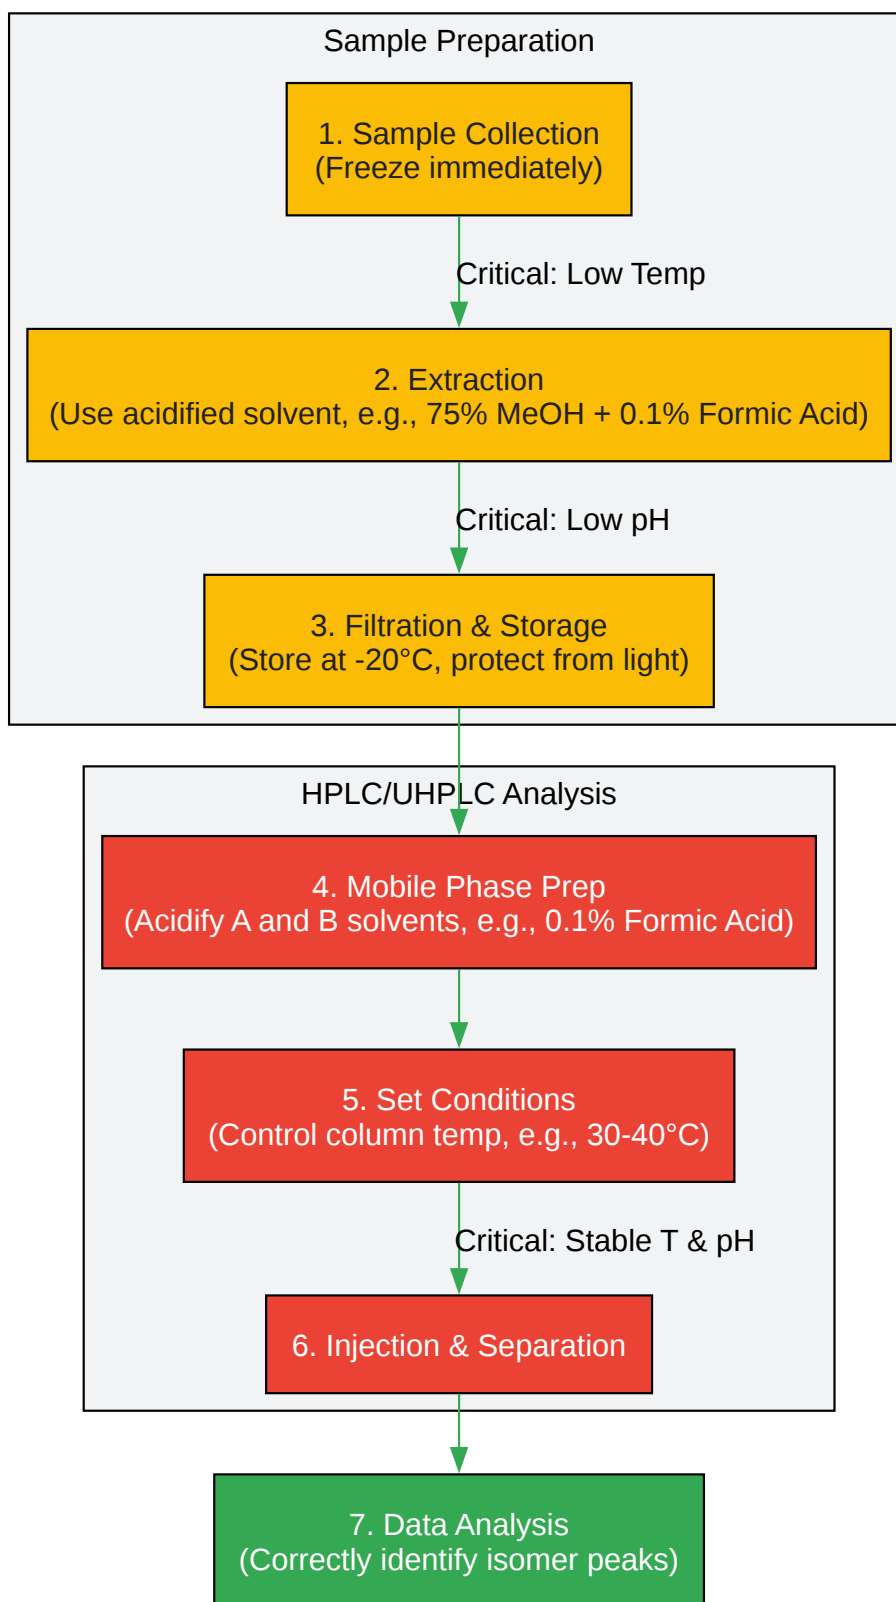 Sample Preparation
1. Sample Collection
(Freeze immediately)
Critical: Low Temp
2. Extraction
(Use acidified solvent, e.g., 75% MeOH + 0.1% Formic Acid)
Critical: Low pH
3. Filtration & Storage
(Store at -20°C, protect from light)
HPLC/UHPLC Analysis
4. Mobile Phase Prep
(Acidify A and B solvents, e.g., 0.1% Formic Acid)
5. Set Conditions
(Control column temp, e.g., 30-40°C)
Critical: Stable T & pH
6. Injection & Separation
7. Data Analysis
(Correctly identify isomer peaks)